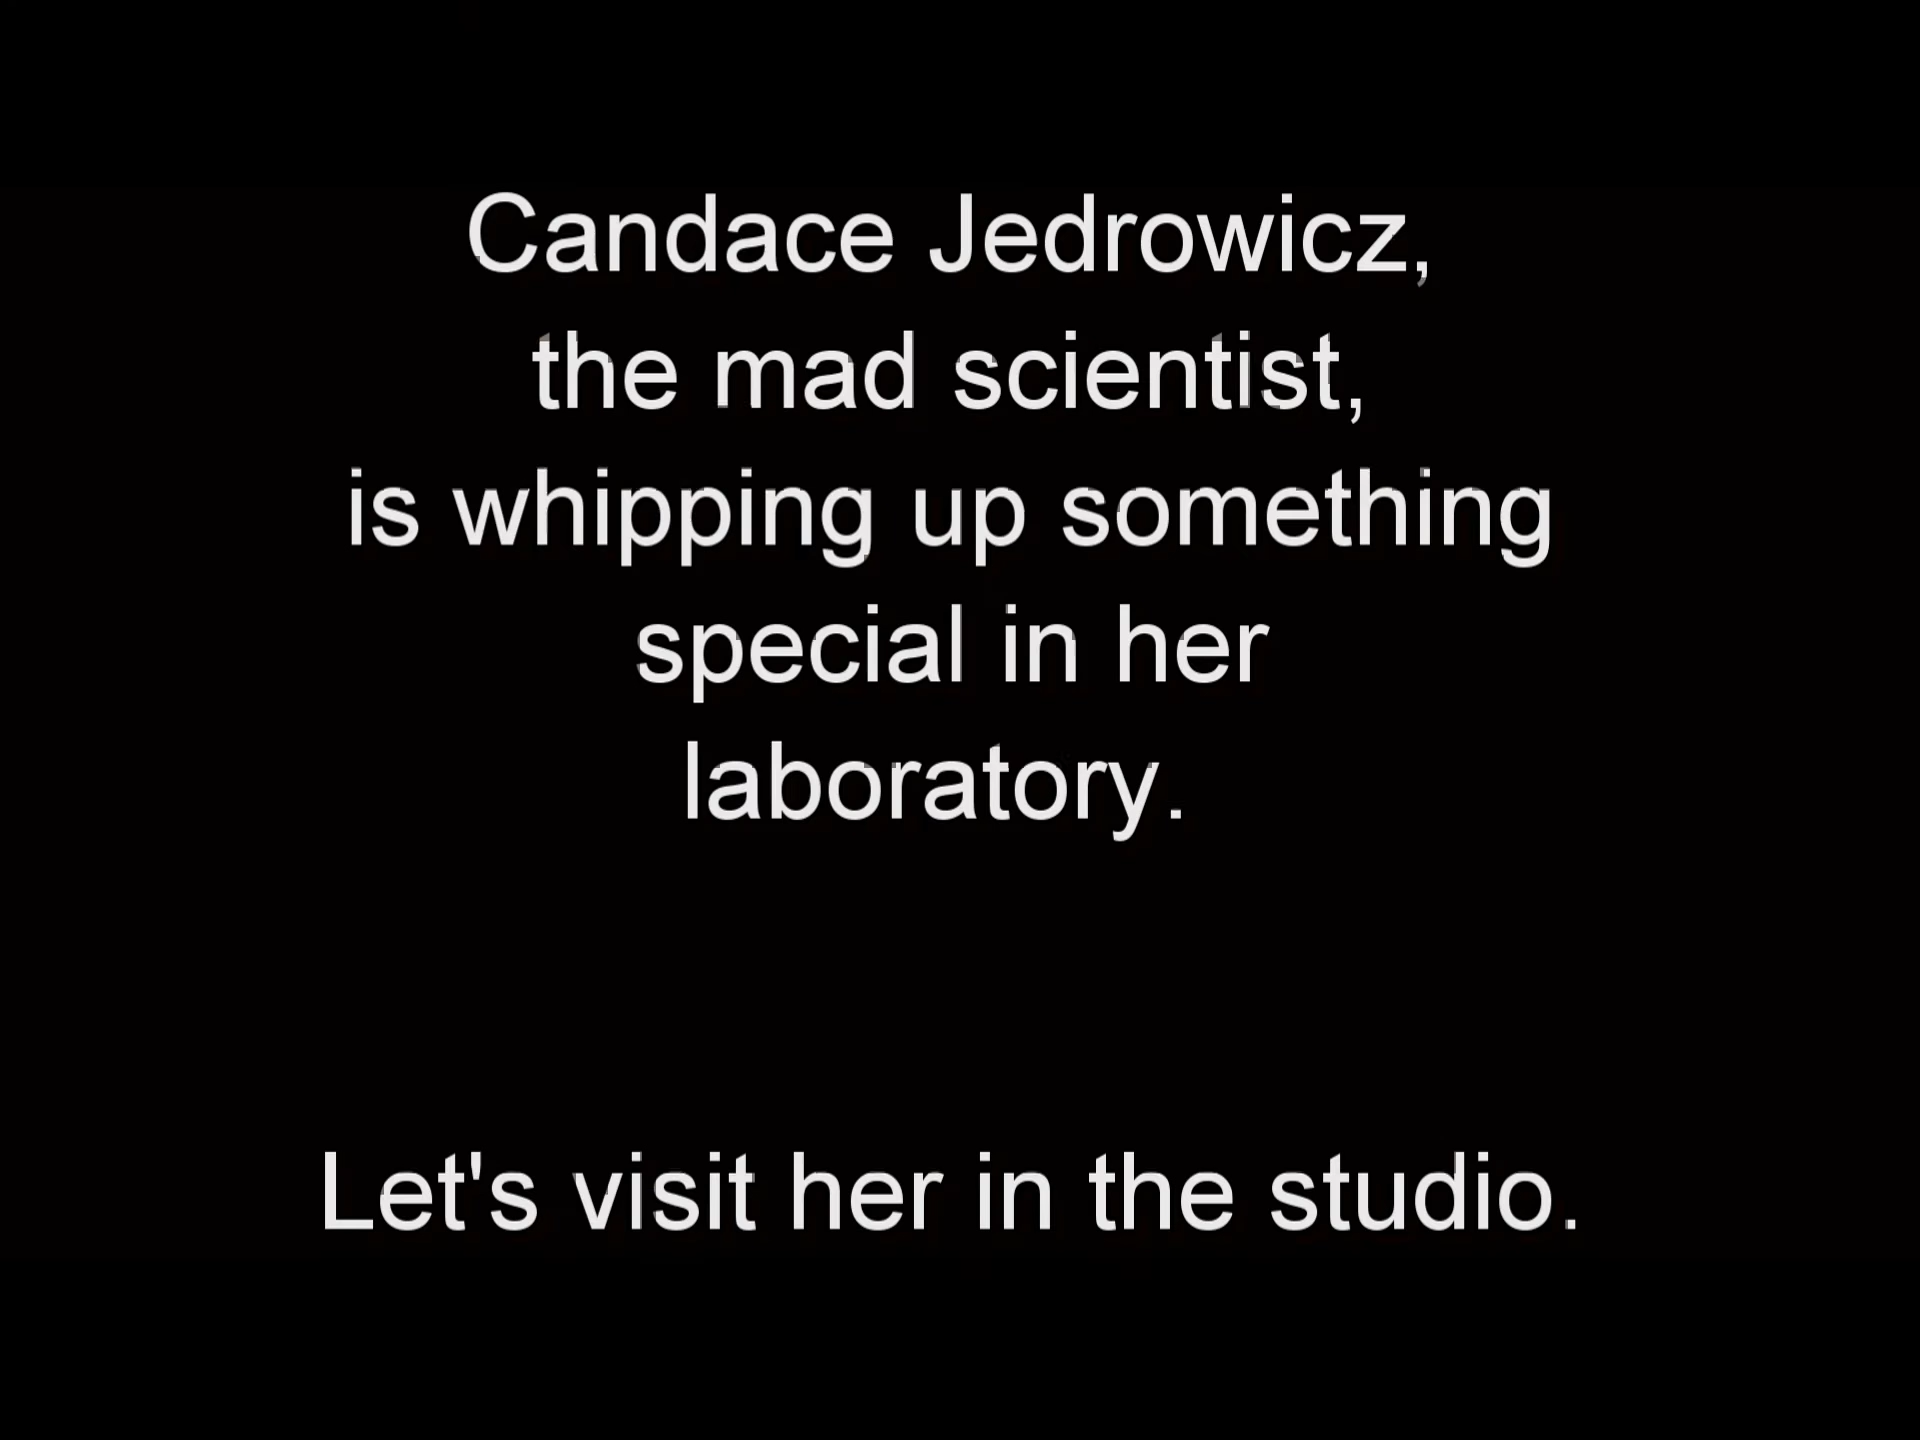 Candace Jedrowicz,
the mad scientist,
is whipping up something
special in her
laboratory.
Let's visit her in the studio.